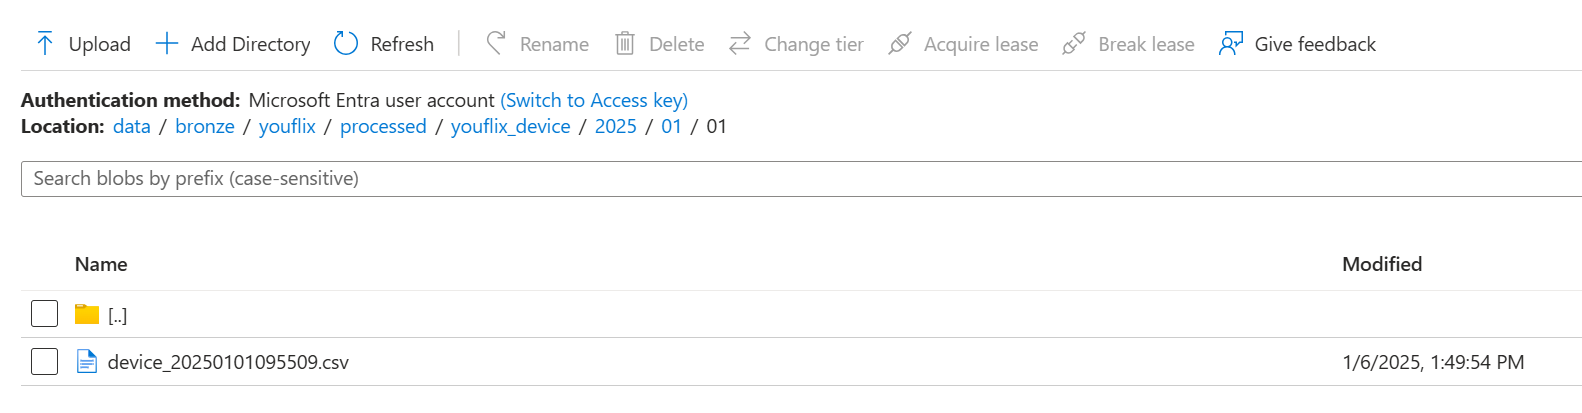 Upload Add Directory Refresh Rename Delete Change tier Acquire lease Break lease Give feedback
Authentication method: Microsoft Entra user account (Switch to Access key)
Location: data / bronze / youflix / processed / youflix_device / 2025 / 01 / 01
Search blobs by prefix (case-sensitive)
Name Modified
[..]
device_20250101095509.csv 1/6/2025, 1:49:54 PM